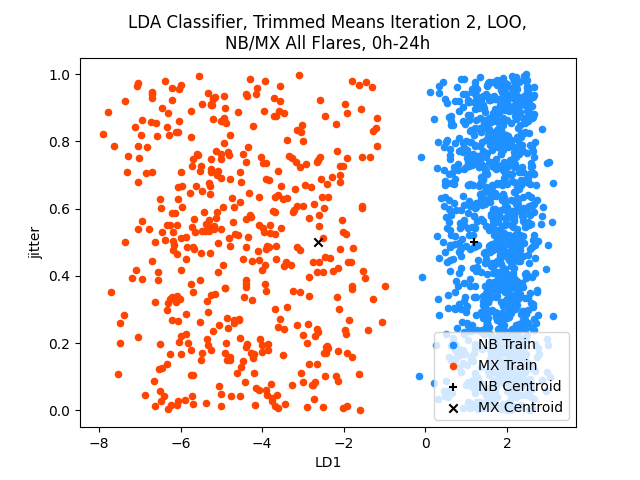 LDA Classifier, Trimmed Means Iteration 2, LOO,
NB/MX All Flares, 0h-24h
1.0
0.8
0.6
0.4
0.2
0.0
jitter
−8
−6
−4
−2
0
2
LD1
NB Train
MX Train
NB Centroid
MX Centroid